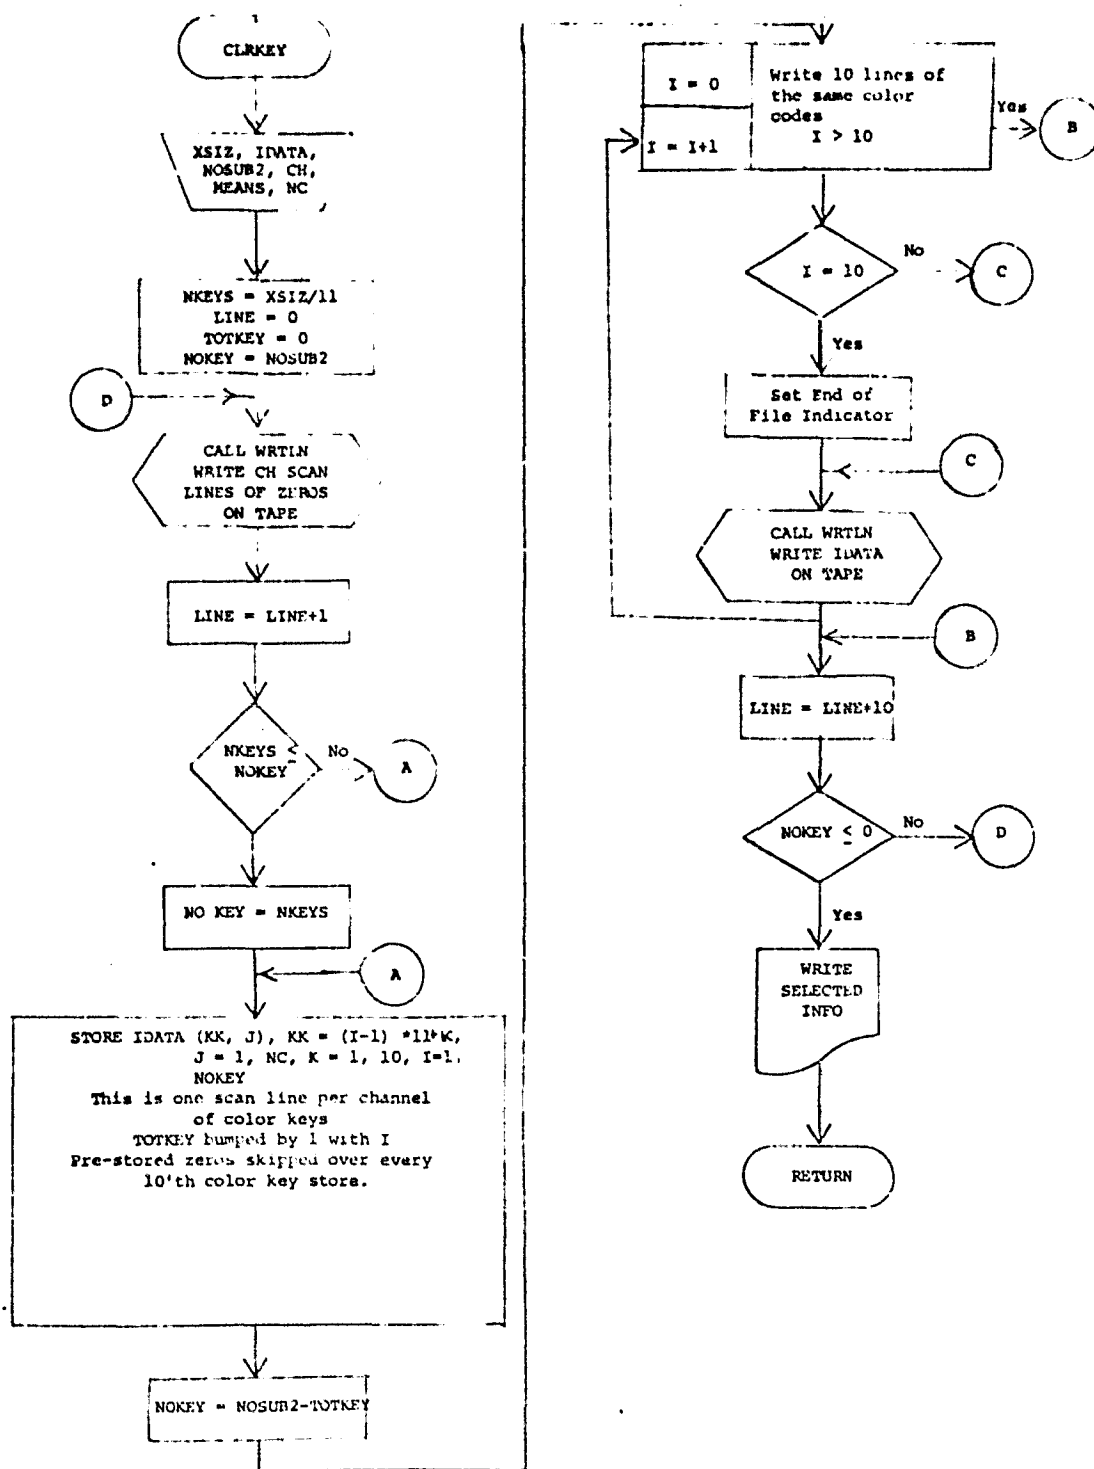 CLRKEY
XSIZ, IDATA,
NOSUB2, CH,
MEANS, NC
NKEYS = XSIZ/11
LINE = 0
TOTKEY = 0
NOKEY = NOSUB2
D
CALL WRTLN
WRITE CH SCAN
LINES OF ZEROS
ON TAPE
LINE = LINE+1
NKEYS ≤
NOKEY
No
A
NO KEY = NKEYS
A
STORE IDATA (KK, J), KK = (I-1) *11+K,
J = 1, NC, K = 1, 10, I=1,
NOKEY
This is one scan line per channel
of color keys
TOTKEY bumped by 1 with I
Pre-stored zeros skipped over every
10'th color key store.
NOKEY = NOSUB2-TOTKEY
I = 0
I = I+1
Write 10 lines of
the same color
codes
I > 10
Yes
B
I = 10
No
C
Yes
Set End of
File Indicator
C
CALL WRTLN
WRITE IDATA
ON TAPE
B
LINE = LINE+10
NOKEY ≤ 0
No
D
Yes
WRITE
SELECTED
INFO
RETURN